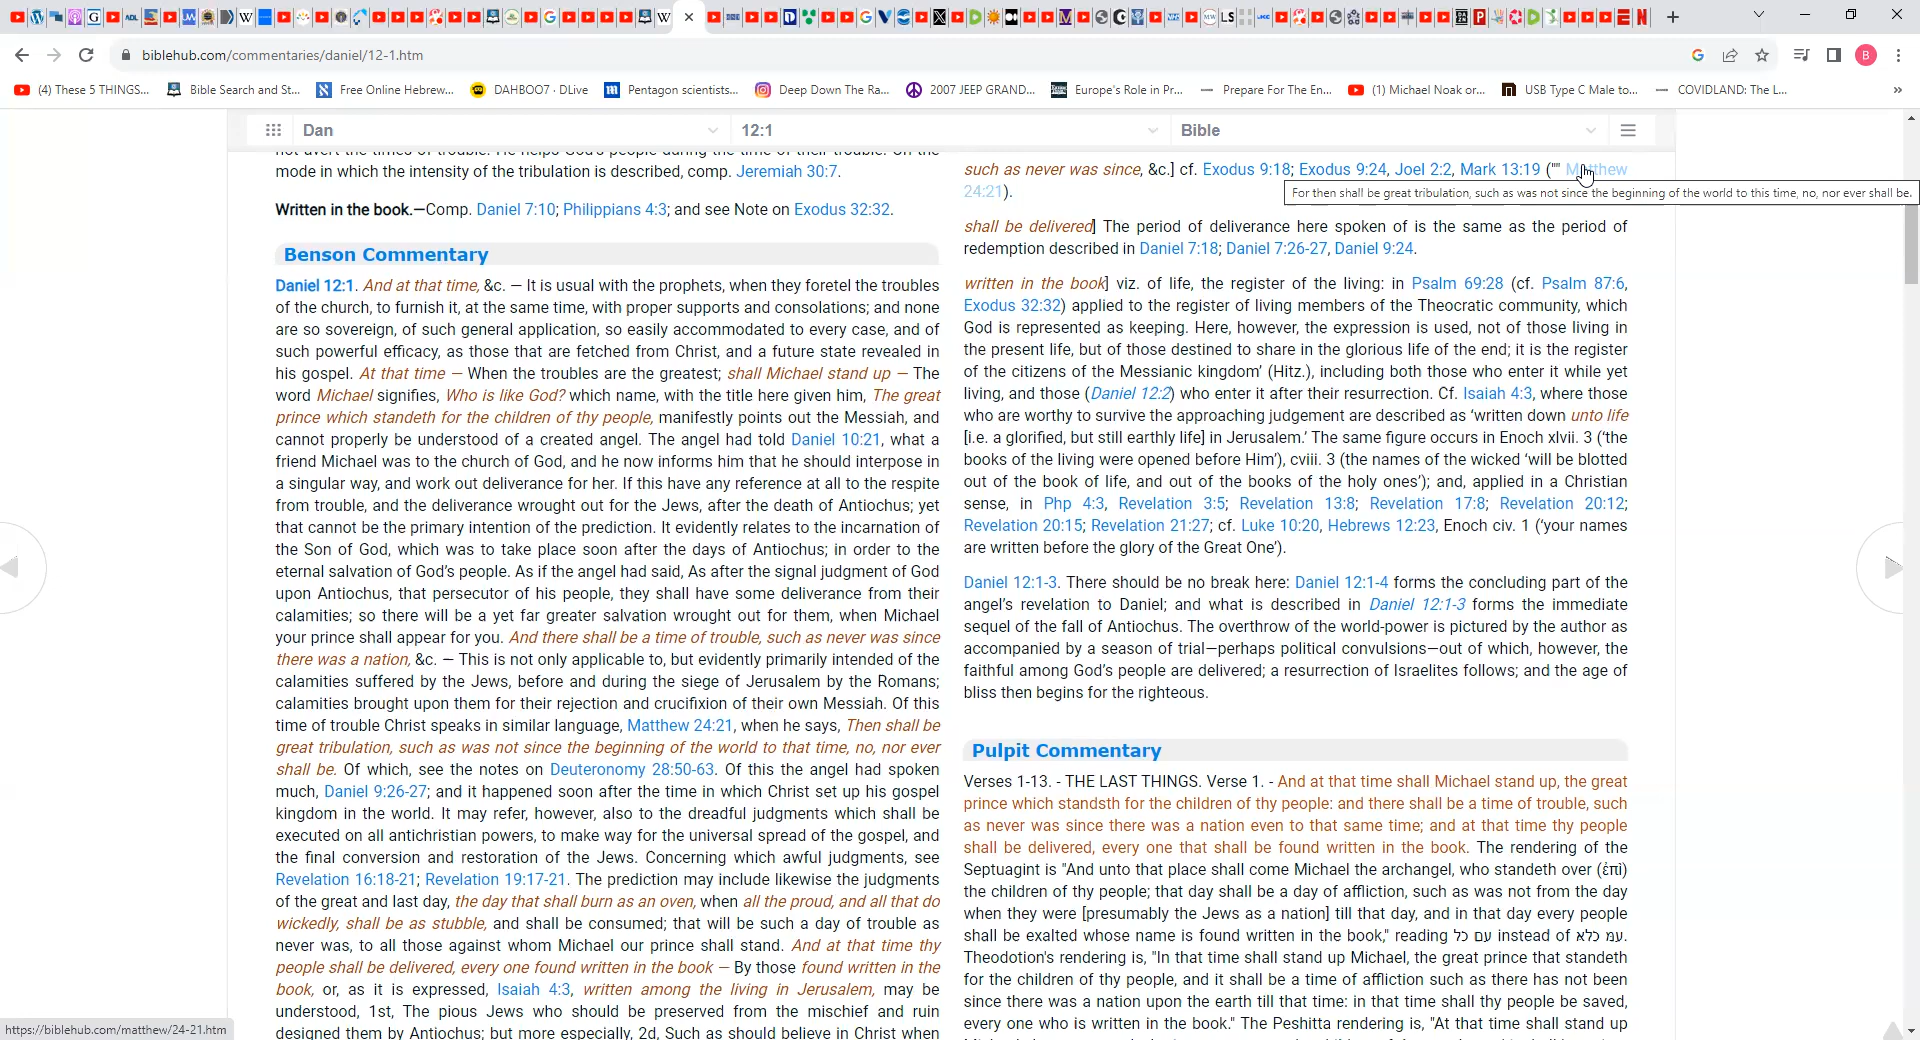 biblehub.com/commentaries/daniel/12-1.htm
(4) These 5 THINGS...
Bible Search and St...
Free Online Hebrew...
DAHBOO7 · DLive
Pentagon scientists...
Deep Down The Ra...
2007 JEEP GRAND...
Europe's Role in Pr...
Prepare For The En...
(1) Michael Noak or...
USB Type C Male to...
COVIDLAND: The L...
Dan
12:1
Bible
mode in which the intensity of the tribulation is described, comp. Jeremiah 30:7.
Written in the book.—Comp. Daniel 7:10; Philippians 4:3; and see Note on Exodus 32:32.
Benson Commentary
Daniel 12:1. And at that time, &c. — It is usual with the prophets, when they foretel the troubles
of the church, to furnish it, at the same time, with proper supports and consolations; and none
are so sovereign, of such general application, so easily accommodated to every case, and of
such powerful efficacy, as those that are fetched from Christ, and a future state revealed in
his gospel. At that time — When the troubles are the greatest; shall Michael stand up — The
word Michael signifies, Who is like God? which name, with the title here given him, The great
prince which standeth for the children of thy people, manifestly points out the Messiah, and
cannot properly be understood of a created angel. The angel had told Daniel 10:21, what a
friend Michael was to the church of God, and he now informs him that he should interpose in
a singular way, and work out deliverance for her. If this have any reference at all to the respite
from trouble, and the deliverance wrought out for the Jews, after the death of Antiochus; yet
that cannot be the primary intention of the prediction. It evidently relates to the incarnation of
the Son of God, which was to take place soon after the days of Antiochus; in order to the
eternal salvation of God's people. As if the angel had said, As after the signal judgment of God
upon Antiochus, that persecutor of his people, they shall have some deliverance from their
calamities; so there will be a yet far greater salvation wrought out for them, when Michael
your prince shall appear for you. And there shall be a time of trouble, such as never was since
there was a nation, &c. — This is not only applicable to, but evidently primarily intended of the
calamities suffered by the Jews, before and during the siege of Jerusalem by the Romans;
calamities brought upon them for their rejection and crucifixion of their own Messiah. Of this
time of trouble Christ speaks in similar language, Matthew 24:21, when he says, Then shall be
great tribulation, such as was not since the beginning of the world to that time, no, nor ever
shall be. Of which, see the notes on Deuteronomy 28:50-63. Of this the angel had spoken
much, Daniel 9:26-27; and it happened soon after the time in which Christ set up his gospel
kingdom in the world. It may refer, however, also to the dreadful judgments which shall be
executed on all antichristian powers, to make way for the universal spread of the gospel, and
the final conversion and restoration of the Jews. Concerning which awful judgments, see
Revelation 16:18-21; Revelation 19:17-21. The prediction may include likewise the judgments
of the great and last day, the day that shall burn as an oven, when all the proud, and all that do
wickedly, shall be as stubble, and shall be consumed; that will be such a day of trouble as
never was, to all those against whom Michael our prince shall stand. And at that time thy
people shall be delivered, every one found written in the book — By those found written in the
book, or, as it is expressed, Isaiah 4:3, written among the living in Jerusalem, may be
understood, 1st, The pious Jews who should be preserved from the mischief and ruin
designed them by Antiochus; but more especially, 2d, Such as should believe in Christ when
such as never was since, &c.] cf. Exodus 9:18; Exodus 9:24, Joel 2:2, Mark 13:19 ("" Matthew
24:21).
For then shall be great tribulation, such as was not since the beginning of the world to this time, no, nor ever shall be.
shall be delivered] The period of deliverance here spoken of is the same as the period of
redemption described in Daniel 7:18; Daniel 7:26-27, Daniel 9:24.
written in the book] viz. of life, the register of the living: in Psalm 69:28 (cf. Psalm 87:6,
Exodus 32:32) applied to the register of living members of the Theocratic community, which
God is represented as keeping. Here, however, the expression is used, not of those living in
the present life, but of those destined to share in the glorious life of the end; it is the register
of the citizens of the Messianic kingdom' (Hitz.), including both those who enter it while yet
living, and those (Daniel 12:2) who enter it after their resurrection. Cf. Isaiah 4:3, where those
who are worthy to survive the approaching judgement are described as 'written down unto life
[i.e. a glorified, but still earthly life] in Jerusalem.' The same figure occurs in Enoch xlvii. 3 ('the
books of the living were opened before Him'), cviii. 3 (the names of the wicked 'will be blotted
out of the book of life, and out of the books of the holy ones'); and, applied in a Christian
sense, in Php 4:3, Revelation 3:5; Revelation 13:8; Revelation 17:8; Revelation 20:12;
Revelation 20:15; Revelation 21:27; cf. Luke 10:20, Hebrews 12:23, Enoch civ. 1 ('your names
are written before the glory of the Great One').
Daniel 12:1-3. There should be no break here: Daniel 12:1-4 forms the concluding part of the
angel's revelation to Daniel; and what is described in Daniel 12:1-3 forms the immediate
sequel of the fall of Antiochus. The overthrow of the world-power is pictured by the author as
accompanied by a season of trial—perhaps political convulsions—out of which, however, the
faithful among God's people are delivered; a resurrection of Israelites follows; and the age of
bliss then begins for the righteous.
Pulpit Commentary
Verses 1-13. - THE LAST THINGS. Verse 1. - And at that time shall Michael stand up, the great
prince which standsth for the children of thy people: and there shall be a time of trouble, such
as never was since there was a nation even to that same time; and at that time thy people
shall be delivered, every one that shall be found written in the book. The rendering of the
Septuagint is "And unto that place shall come Michael the archangel, who standeth over (ἐπὶ)
the children of thy people; that day shall be a day of affliction, such as was not from the day
when they were [presumably the Jews as a nation] till that day, and in that day every people
shall be exalted whose name is found written in the book," reading עם כל instead of עמ כלא.
Theodotion's rendering is, "In that time shall stand up Michael, the great prince that standeth
for the children of thy people, and it shall be a time of affliction such as there has not been
since there was a nation upon the earth till that time: in that time shall thy people be saved,
every one who is written in the book." The Peshitta rendering is, "At that time shall stand up
https://biblehub.com/matthew/24-21.htm